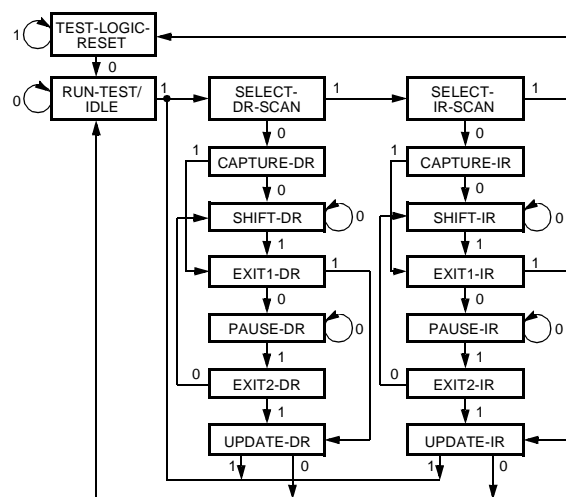 TEST-LOGIC-
RESET
1
0
RUN-TEST/
IDLE
0
1
SELECT-
DR-SCAN
1
SELECT-
IR-SCAN
1
0
0
1
CAPTURE-DR
1
CAPTURE-IR
0
0
SHIFT-DR
0
SHIFT-IR
0
1
1
EXIT1-DR
1
EXIT1-IR
1
0
0
PAUSE-DR
0
PAUSE-IR
0
1
1
0
EXIT2-DR
0
EXIT2-IR
1
1
UPDATE-DR
UPDATE-IR
1
0
1
0